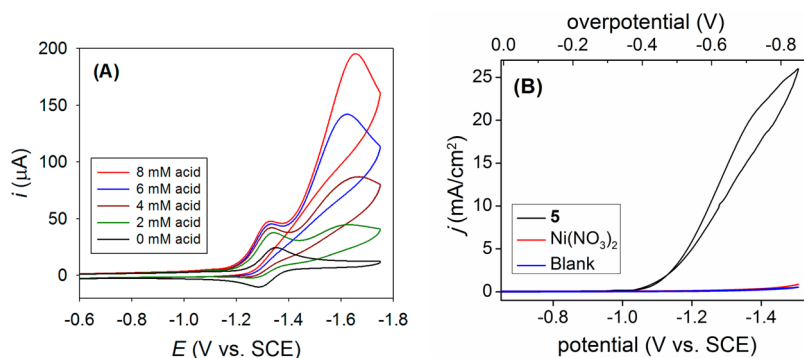 (A)
i (μA)
200
150
100
50
0
8 mM acid
6 mM acid
4 mM acid
2 mM acid
0 mM acid
-0.6 -0.8 -1.0 -1.2 -1.4 -1.6 -1.8
E (V vs. SCE)
overpotential (V)
0.0 -0.2 -0.4 -0.6 -0.8
(B)
j (mA/cm²)
25
20
15
10
5
0
5
Ni(NO₃)₂
Blank
-0.8 -1.0 -1.2 -1.4
potential (V vs. SCE)